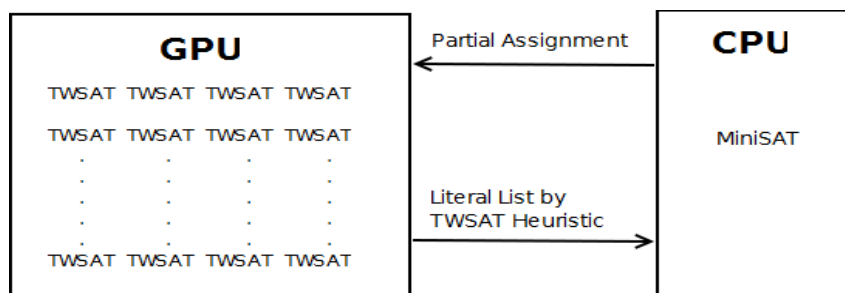 GPU
TWSAT TWSAT TWSAT TWSAT
TWSAT TWSAT TWSAT TWSAT
. . . .
. . . .
. . . .
. . . .
. . . .
TWSAT TWSAT TWSAT TWSAT
Partial Assignment
Literal List by
TWSAT Heuristic
CPU
MiniSAT